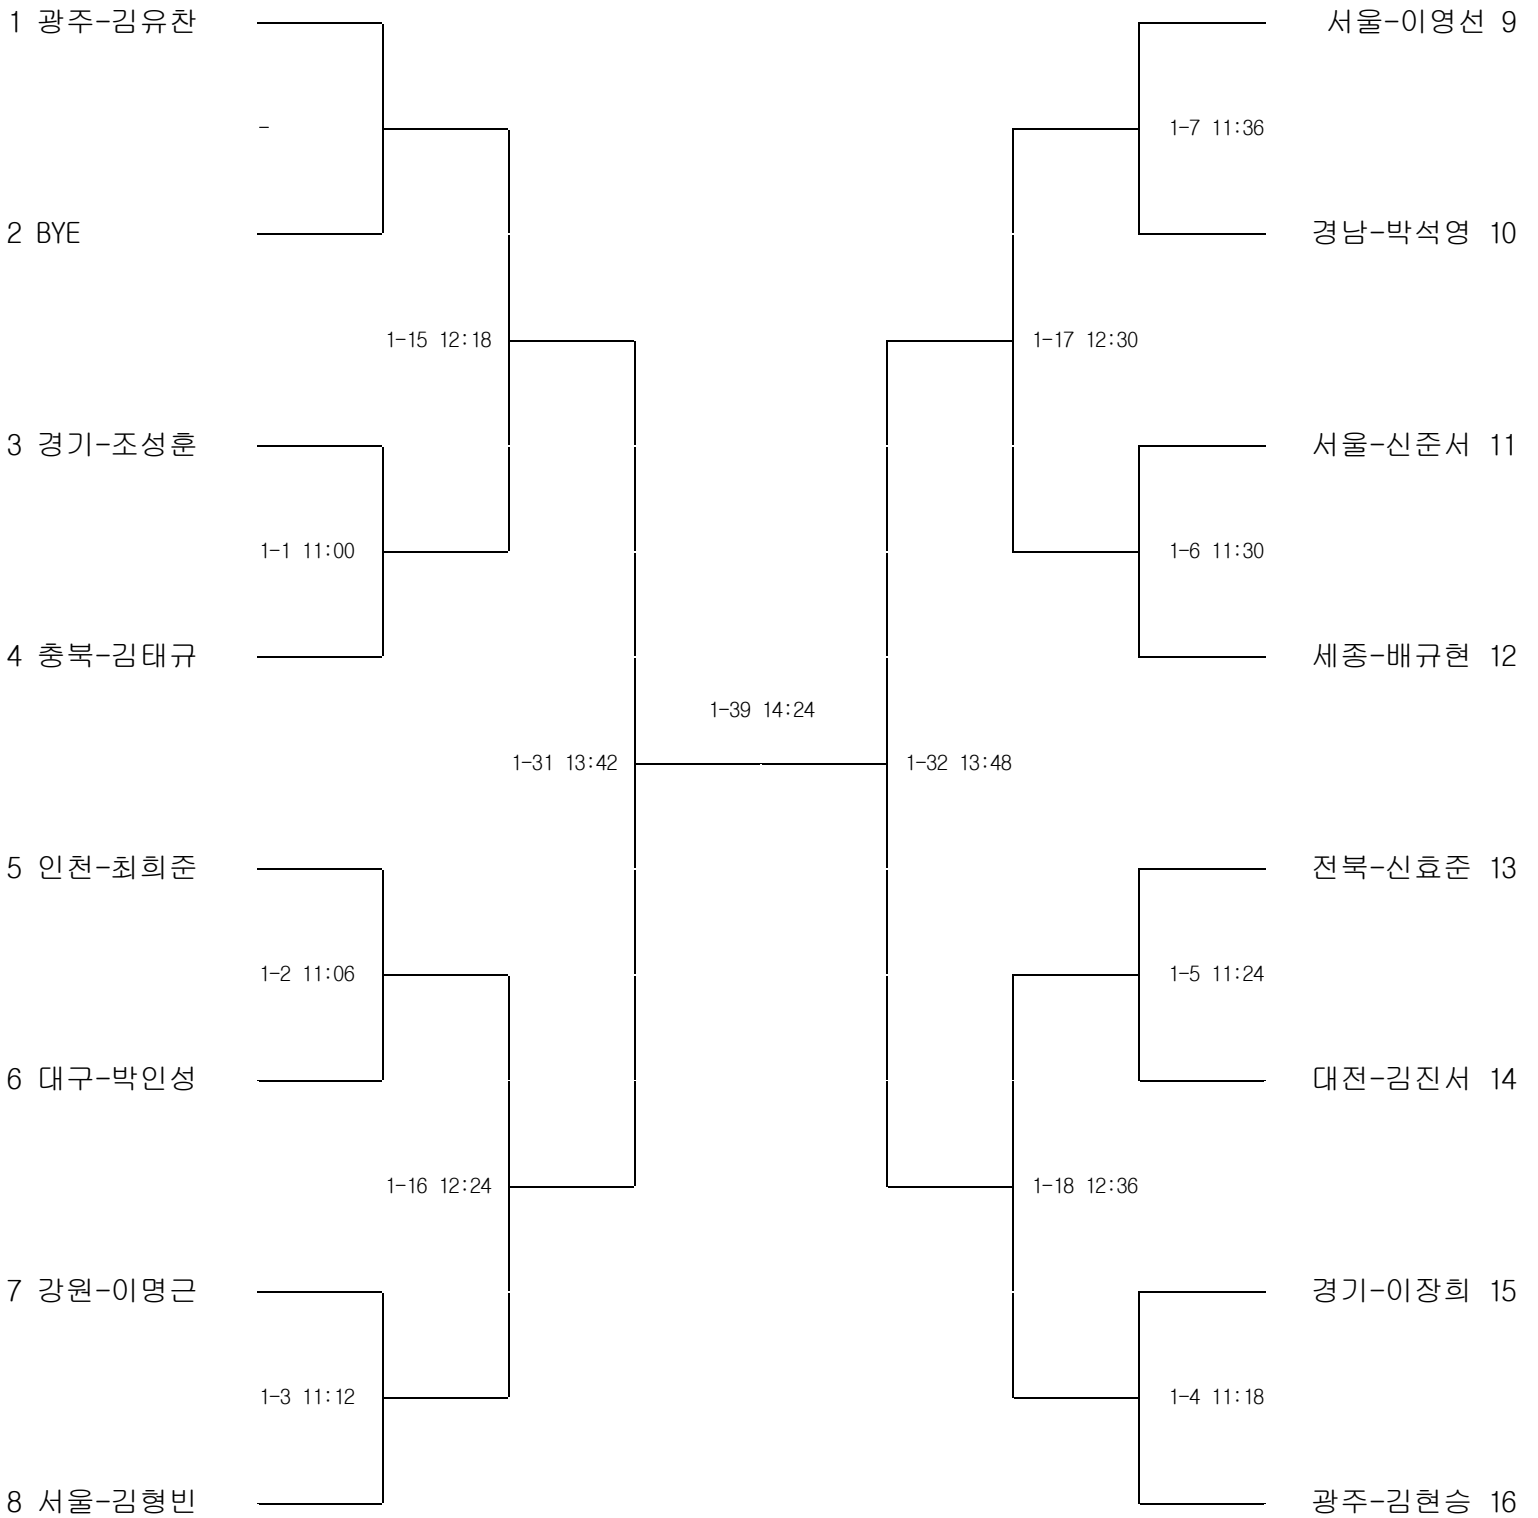 1 광주-김유찬
서울-이영선 9
-
1-7 11:36
2 BYE
경남-박석영 10
1-15 12:18
1-17 12:30
3 경기-조성훈
서울-신준서 11
1-1 11:00
1-6 11:30
4 충북-김태규
세종-배규현 12
1-39 14:24
1-31 13:42
1-32 13:48
5 인천-최희준
전북-신효준 13
1-2 11:06
1-5 11:24
6 대구-박인성
대전-김진서 14
1-16 12:24
1-18 12:36
7 강원-이명근
경기-이장희 15
1-3 11:12
1-4 11:18
8 서울-김형빈
광주-김현승 16